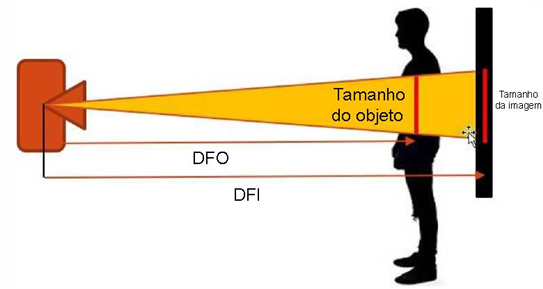 Tamanho
do objeto
Tamanho
da imagem
DFO
DFI